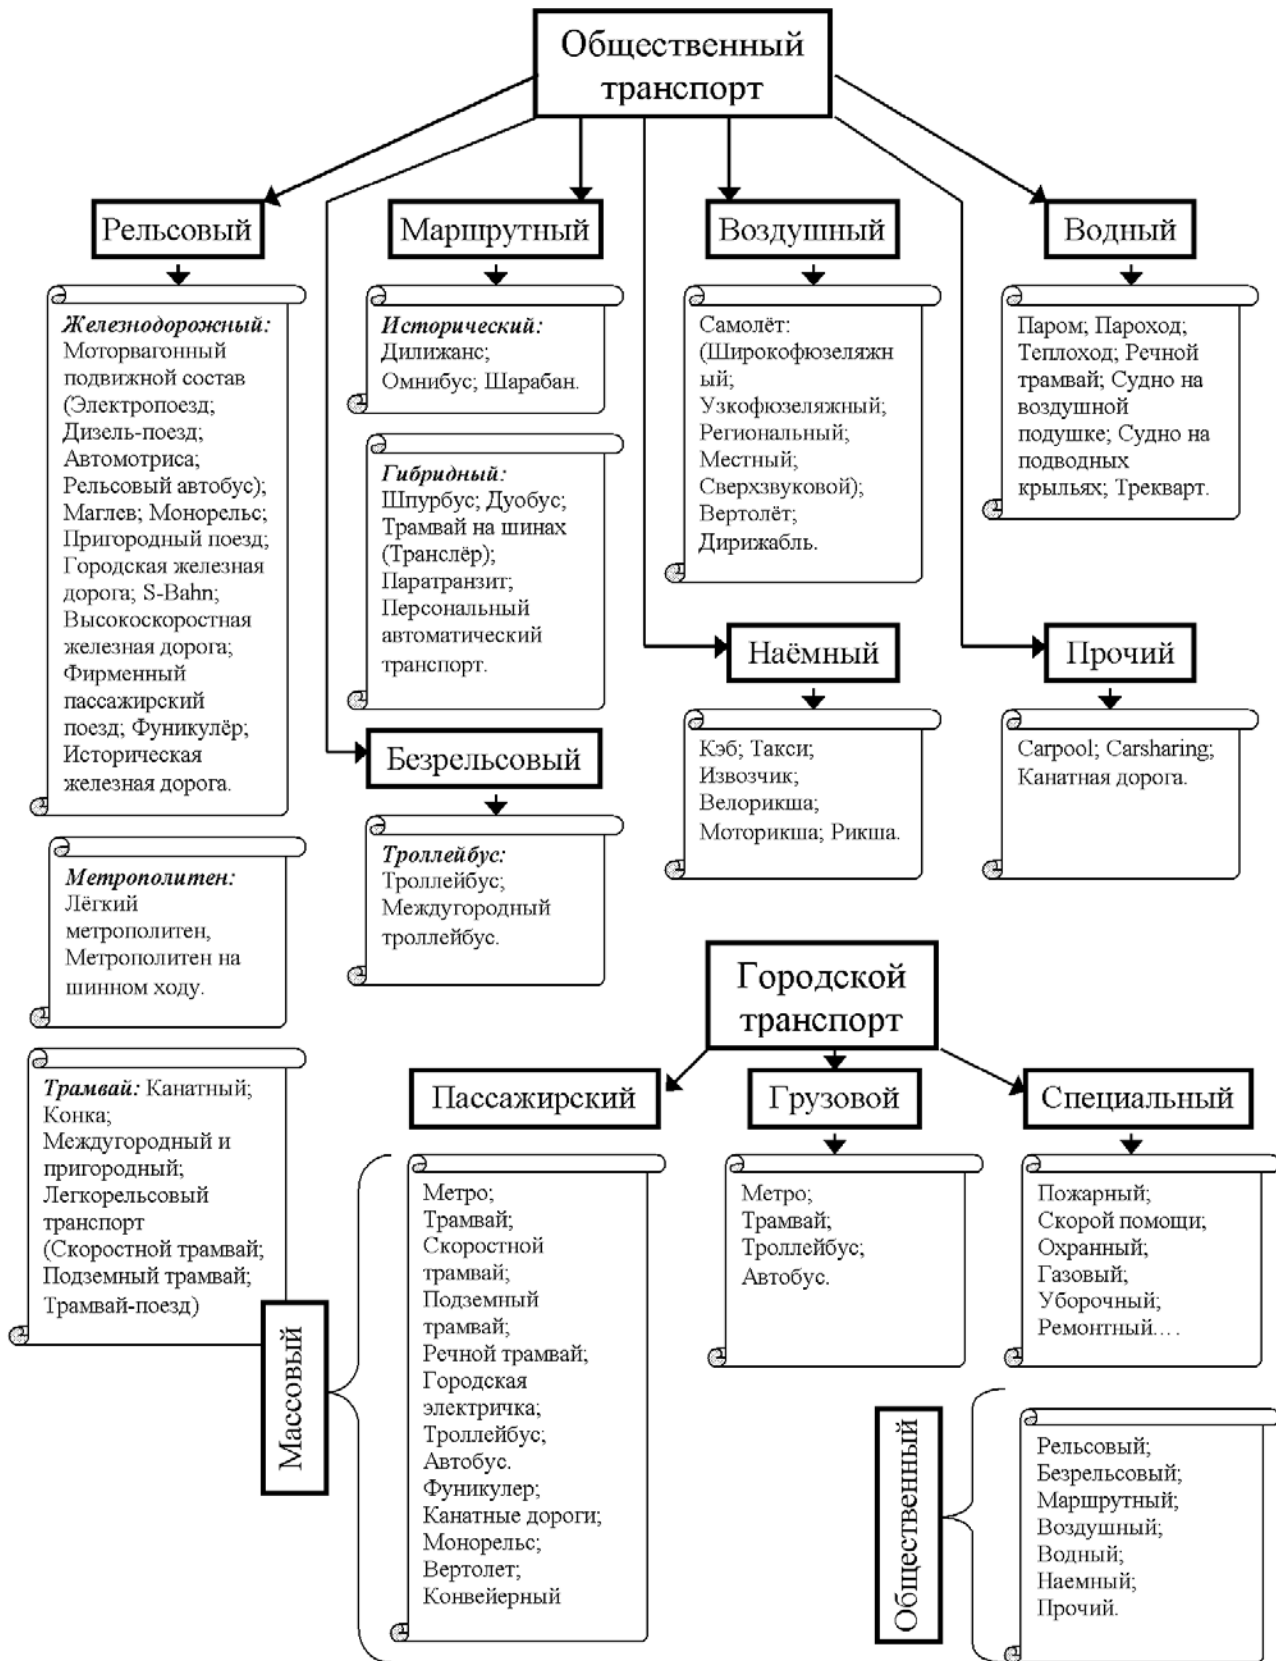 Общественный
транспорт
Рельсовый
Маршрутный
Воздушный
Водный
Железнодорожный:
Моторвагонный
подвижной состав
(Электропоезд;
Дизель-поезд;
Автомотриса;
Рельсовый автобус);
Маглев; Монорельс;
Пригородный поезд;
Городская железная
дорога; S-Bahn;
Высокоскоростная
железная дорога;
Фирменный
пассажирский
поезд; Фуникулёр;
Историческая
железная дорога.
Исторический:
Дилижанс;
Омнибус; Шарабан.
Гибридный:
Шпурбус; Дуобус;
Трамвай на шинах
(Транслёр);
Паратранзит;
Персональный
автоматический
транспорт.
Самолёт:
(Широкофюзеляжн
ый;
Узкофюзеляжный;
Региональный;
Местный;
Сверхзвуковой);
Вертолёт;
Дирижабль.
Паром; Пароход;
Теплоход; Речной
трамвай; Судно на
воздушной
подушке; Судно на
подводных
крыльях; Трекварт.
Наёмный
Прочий
Безрельсовый
Кэб; Такси;
Извозчик;
Велорикша;
Моторикша; Рикша.
Carpool; Carsharing;
Канатная дорога.
Метрополитен:
Лёгкий
метрополитен,
Метрополитен на
шинном ходу.
Троллейбус:
Троллейбус;
Междугородный
троллейбус.
Трамвай: Канатный;
Конка;
Междугородный и
пригородный;
Легкорельсовый
транспорт
(Скоростной трамвай;
Подземный трамвай;
Трамвай-поезд)
Городской
транспорт
Пассажирский
Грузовой
Специальный
Массовый
Метро;
Трамвай;
Скоростной
трамвай;
Подземный
трамвай;
Речной трамвай;
Городская
электричка;
Троллейбус;
Автобус.
Фуникулер;
Канатные дороги;
Монорельс;
Вертолет;
Конвейерный
Метро;
Трамвай;
Троллейбус;
Автобус.
Пожарный;
Скорой помощи;
Охранный;
Газовый;
Уборочный;
Ремонтный….
Общественный
Рельсовый;
Безрельсовый;
Маршрутный;
Воздушный;
Водный;
Наемный;
Прочий.